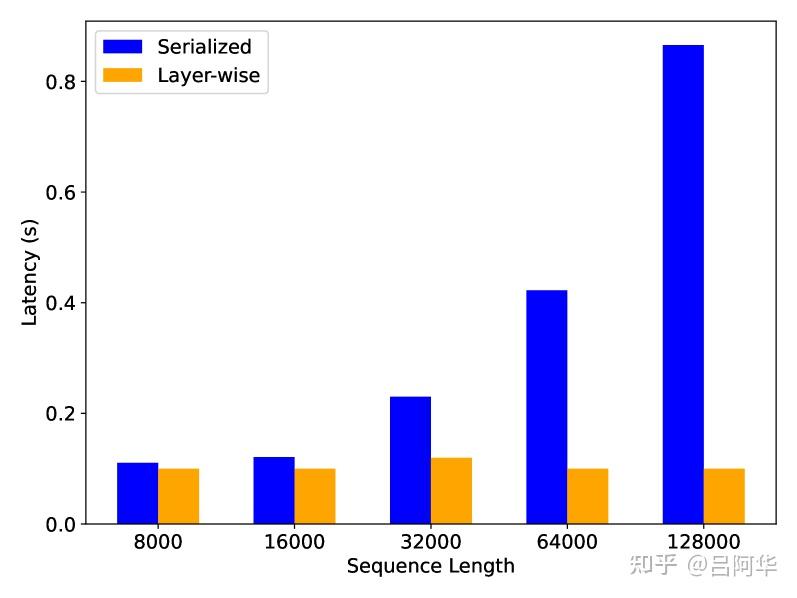 Serialized
Layer-wise
Latency (s)
0.8
0.6
0.4
0.2
0.0
8000 16000 32000 64000 128000
Sequence Length
知乎 @吕阿华